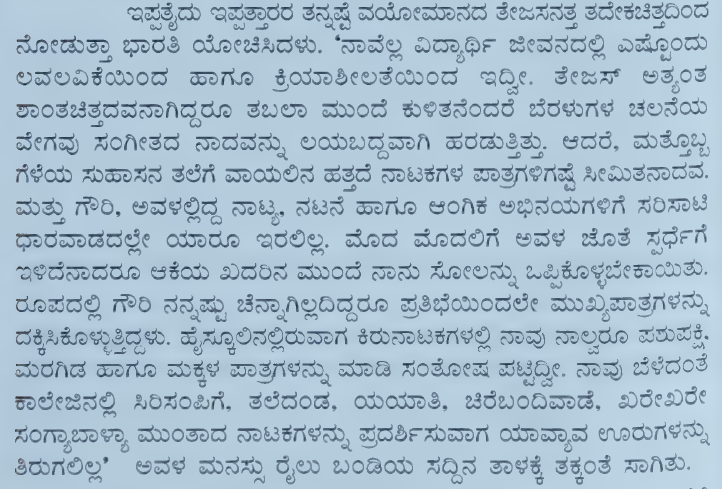 ಇಪ್ಪತೈದು ಇಪ್ಪತ್ತಾರರ ತನ್ನಷ್ಟೆ ವಯೋಮಾನದ ತೇಜಸನತ್ತ ತದೇಕಚಿತ್ತದಿಂದ
ನೋಡುತ್ತಾ ಭಾರತಿ ಯೋಚಿಸಿದಳು. 'ನಾವೆಲ್ಲ ವಿದ್ಯಾರ್ಥಿ ಜೀವನದಲ್ಲಿ ಎಷ್ಟೊಂದು
ಲವಲವಿಕೆಯಿಂದ ಹಾಗೂ ಕ್ರಿಯಾಶೀಲತೆಯಿಂದ ಇದ್ವೀ. ತೇಜಸ್ ಅತ್ಯಂತ
ಶಾಂತಚಿತ್ತದವನಾಗಿದ್ದರೂ ತಬಲಾ ಮುಂದೆ ಕುಳಿತನೆಂದರೆ ಬೆರಳುಗಳ ಚಲನೆಯ
ವೇಗವು ಸಂಗೀತದ ನಾದವನ್ನು ಲಯಬದ್ದವಾಗಿ ಹರಡುತ್ತಿತ್ತು. ಆದರೆ, ಮತ್ತೊಬ್ಬ
ಗೆಳೆಯ ಸುಹಾಸನ ತಲೆಗೆ ವಾಯಲಿನ ಹತ್ತದೆ ನಾಟಕಗಳ ಪಾತ್ರಗಳಿಗಷ್ಟೆ ಸೀಮಿತನಾದವ.
ಮತ್ತು ಗೌರಿ, ಅವಳಲ್ಲಿದ್ದ ನಾಟ್ಯ, ನಟನೆ ಹಾಗೂ ಆಂಗಿಕ ಅಭಿನಯಗಳಿಗೆ ಸರಿಸಾಟಿ
ಧಾರವಾಡದಲ್ಲೇ ಯಾರೂ ಇರಲಿಲ್ಲ. ಮೊದ ಮೊದಲಿಗೆ ಅವಳ ಜೊತೆ ಸ್ಪರ್ಧೆಗೆ
ಇಳಿದೆನಾದರೂ ಆಕೆಯ ಖದರಿನ ಮುಂದೆ ನಾನು ಸೋಲನ್ನು ಒಪ್ಪಿಕೊಳ್ಳಬೇಕಾಯಿತು.
ರೂಪದಲ್ಲಿ ಗೌರಿ ನನ್ನಷ್ಟು ಚೆನ್ನಾಗಿಲ್ಲದಿದ್ದರೂ ಪ್ರತಿಭೆಯಿಂದಲೇ ಮುಖ್ಯಪಾತ್ರಗಳನ್ನು
ದಕ್ಕಿಸಿಕೊಳ್ಳುತ್ತಿದ್ದಳು. ಹೈಸ್ಕೂಲಿನಲ್ಲಿರುವಾಗ ಕಿರುನಾಟಕಗಳಲ್ಲಿ ನಾವು ನಾಲ್ವರೂ ಪಶುಪಕ್ಷಿ,
ಮರಗಿಡ ಹಾಗೂ ಮಕ್ಕಳ ಪಾತ್ರಗಳನ್ನು ಮಾಡಿ ಸಂತೋಷ ಪಟ್ಟಿದ್ವೀ. ನಾವು ಬೆಳೆದಂತೆ
ಕಾಲೇಜಿನಲ್ಲಿ ಸಿರಿಸಂಪಿಗೆ, ತಲೆದಂಡ, ಯಯಾತಿ, ಚಿರೆಬಂದಿವಾಡೆ, ಖರೇಖರೇ
ಸಂಗ್ಯಾಬಾಳ್ಯಾ ಮುಂತಾದ ನಾಟಕಗಳನ್ನು ಪ್ರದರ್ಶಿಸುವಾಗ ಯಾವ್ಯಾವ ಊರುಗಳನ್ನು
ತಿರುಗಲಿಲ್ಲ' ಅವಳ ಮನಸ್ಸು ರೈಲು ಬಂಡಿಯ ಸದ್ದಿನ ತಾಳಕ್ಕೆ ತಕ್ಕಂತೆ ಸಾಗಿತು.